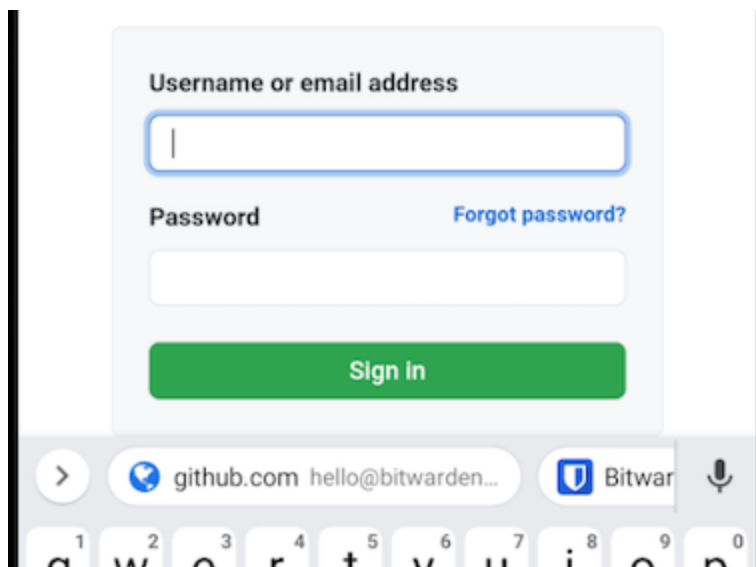 Username or email address
Password Forgot password?
Sign in
github.com hello@bitwarden... Bitwar
1 2 3 4 5 6 7 8 9 0
q w e r t y u i o p